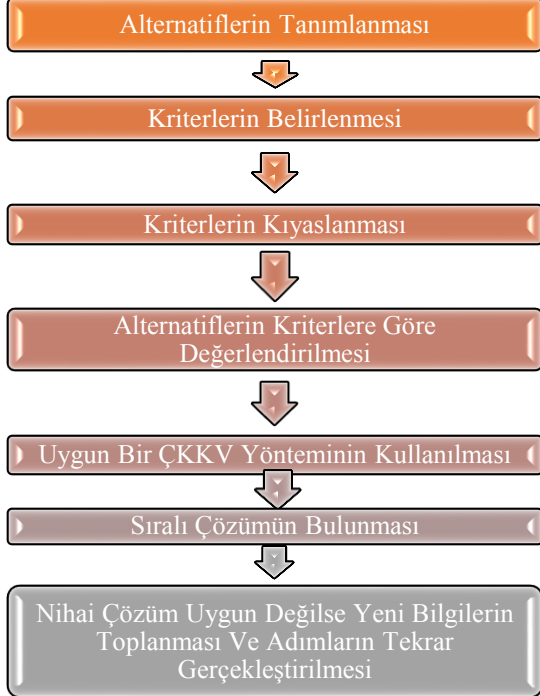 Alternatiflerin Tanımlanması
Kriterlerin Belirlenmesi
Kriterlerin Kıyaslanması
Alternatiflerin Kriterlere Göre
Değerlendirilmesi
Uygun Bir ÇKKV Yönteminin Kullanılması
Sıralı Çözümün Bulunması
Nihai Çözüm Uygun Değilse Yeni Bilgilerin
Toplanması Ve Adımların Tekrar
Gerçekleştirilmesi